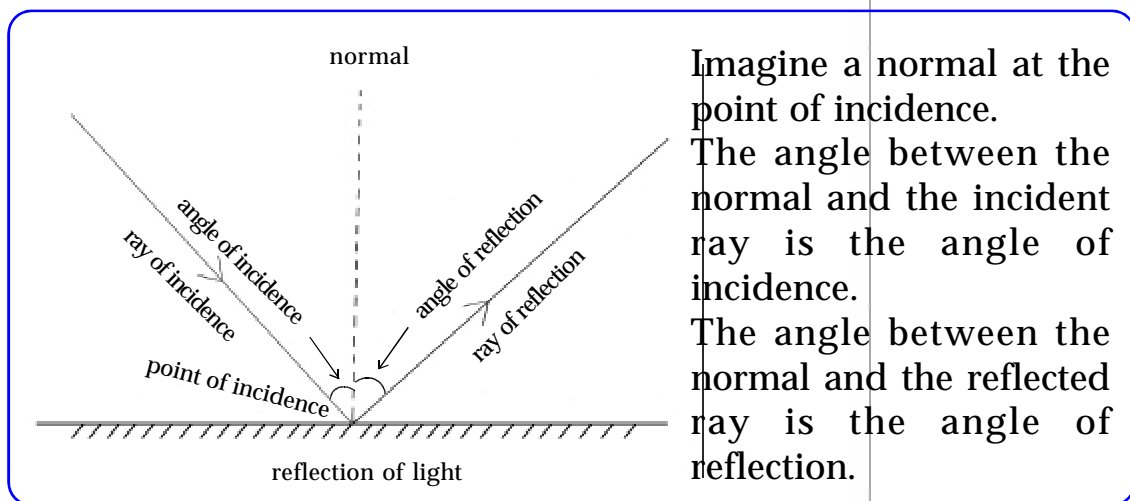 normal
angle of incidence
ray of incidence
angle of reflection
ray of reflection
point of incidence
reflection of light
Imagine a normal at the
point of incidence.
The angle between the
normal and the incident
ray is the angle of
incidence.
The angle between the
normal and the reflected
ray is the angle of
reflection.